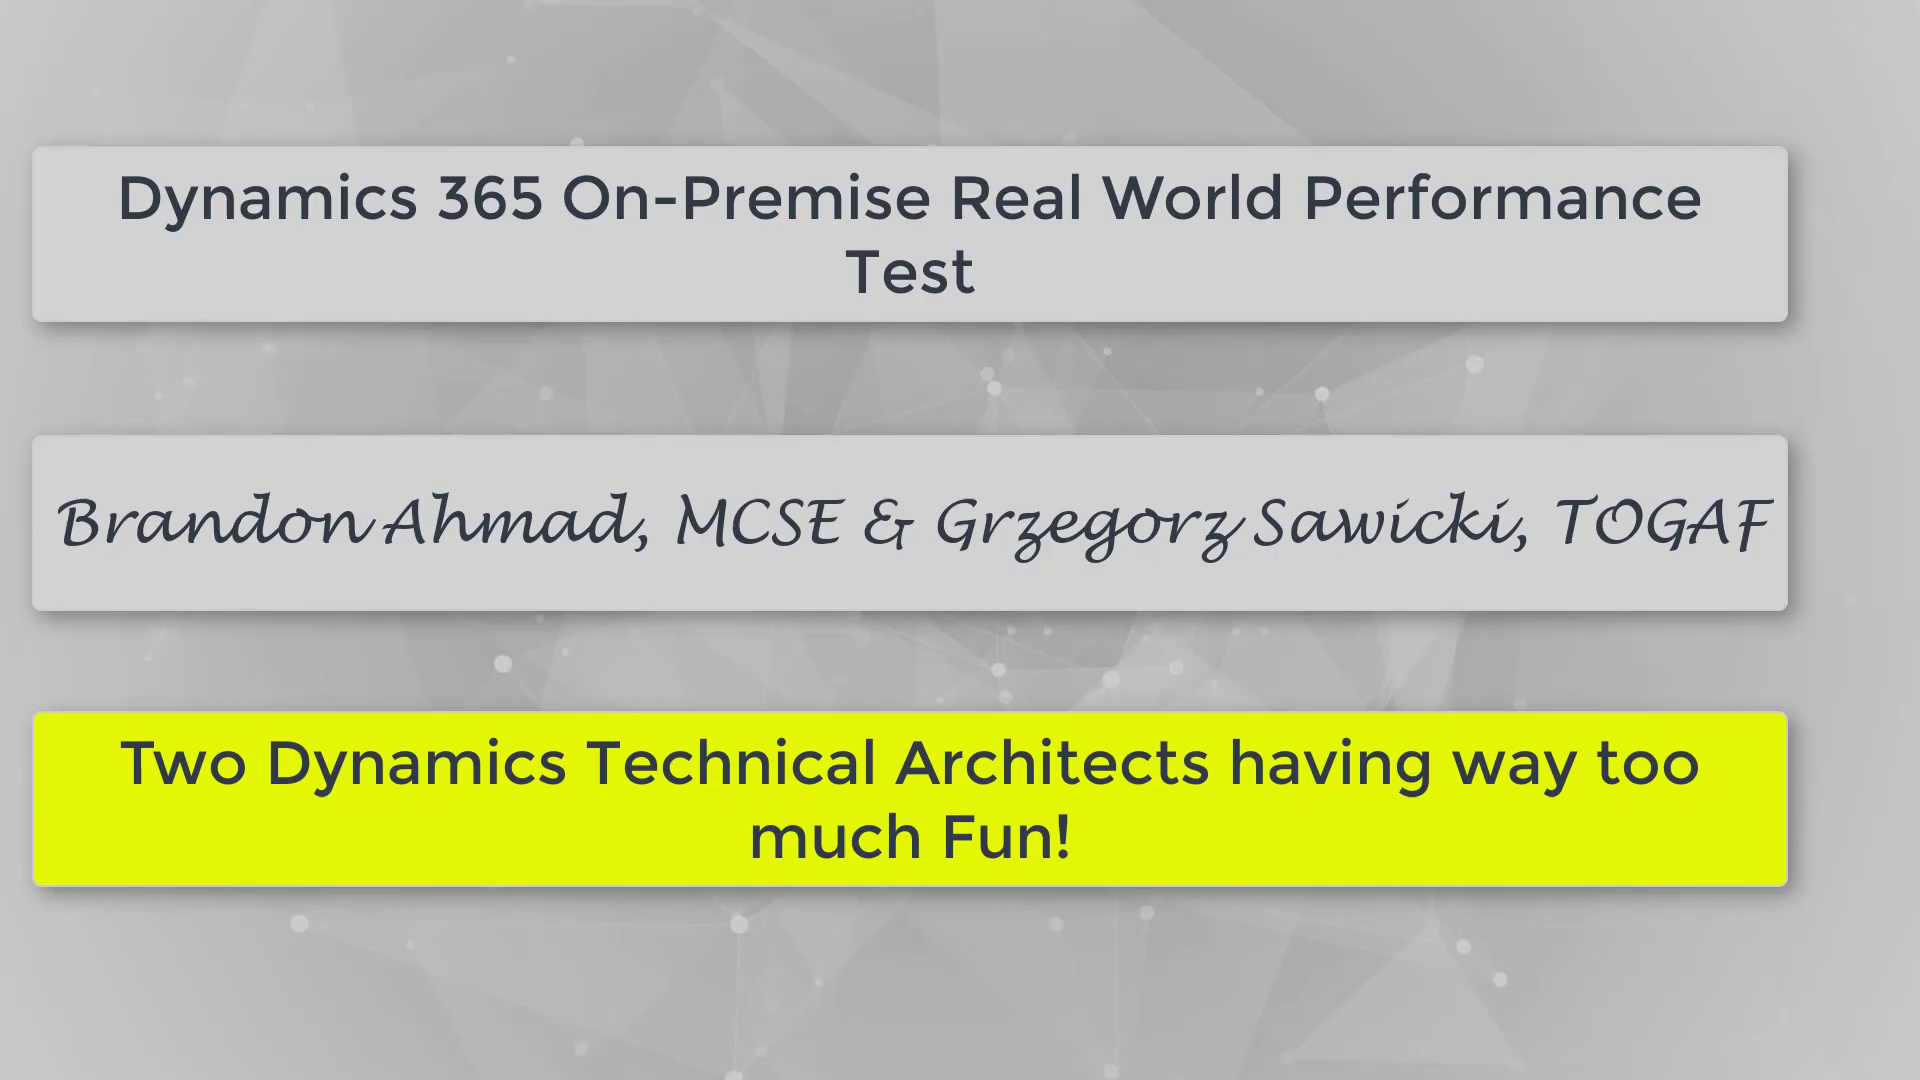 Dynamics 365 On-Premise Real World Performance
Test
Brandon Ahmad, MCSE & Grzegorz Sawicki, TOGAF
Two Dynamics Technical Architects having way too
much Fun!